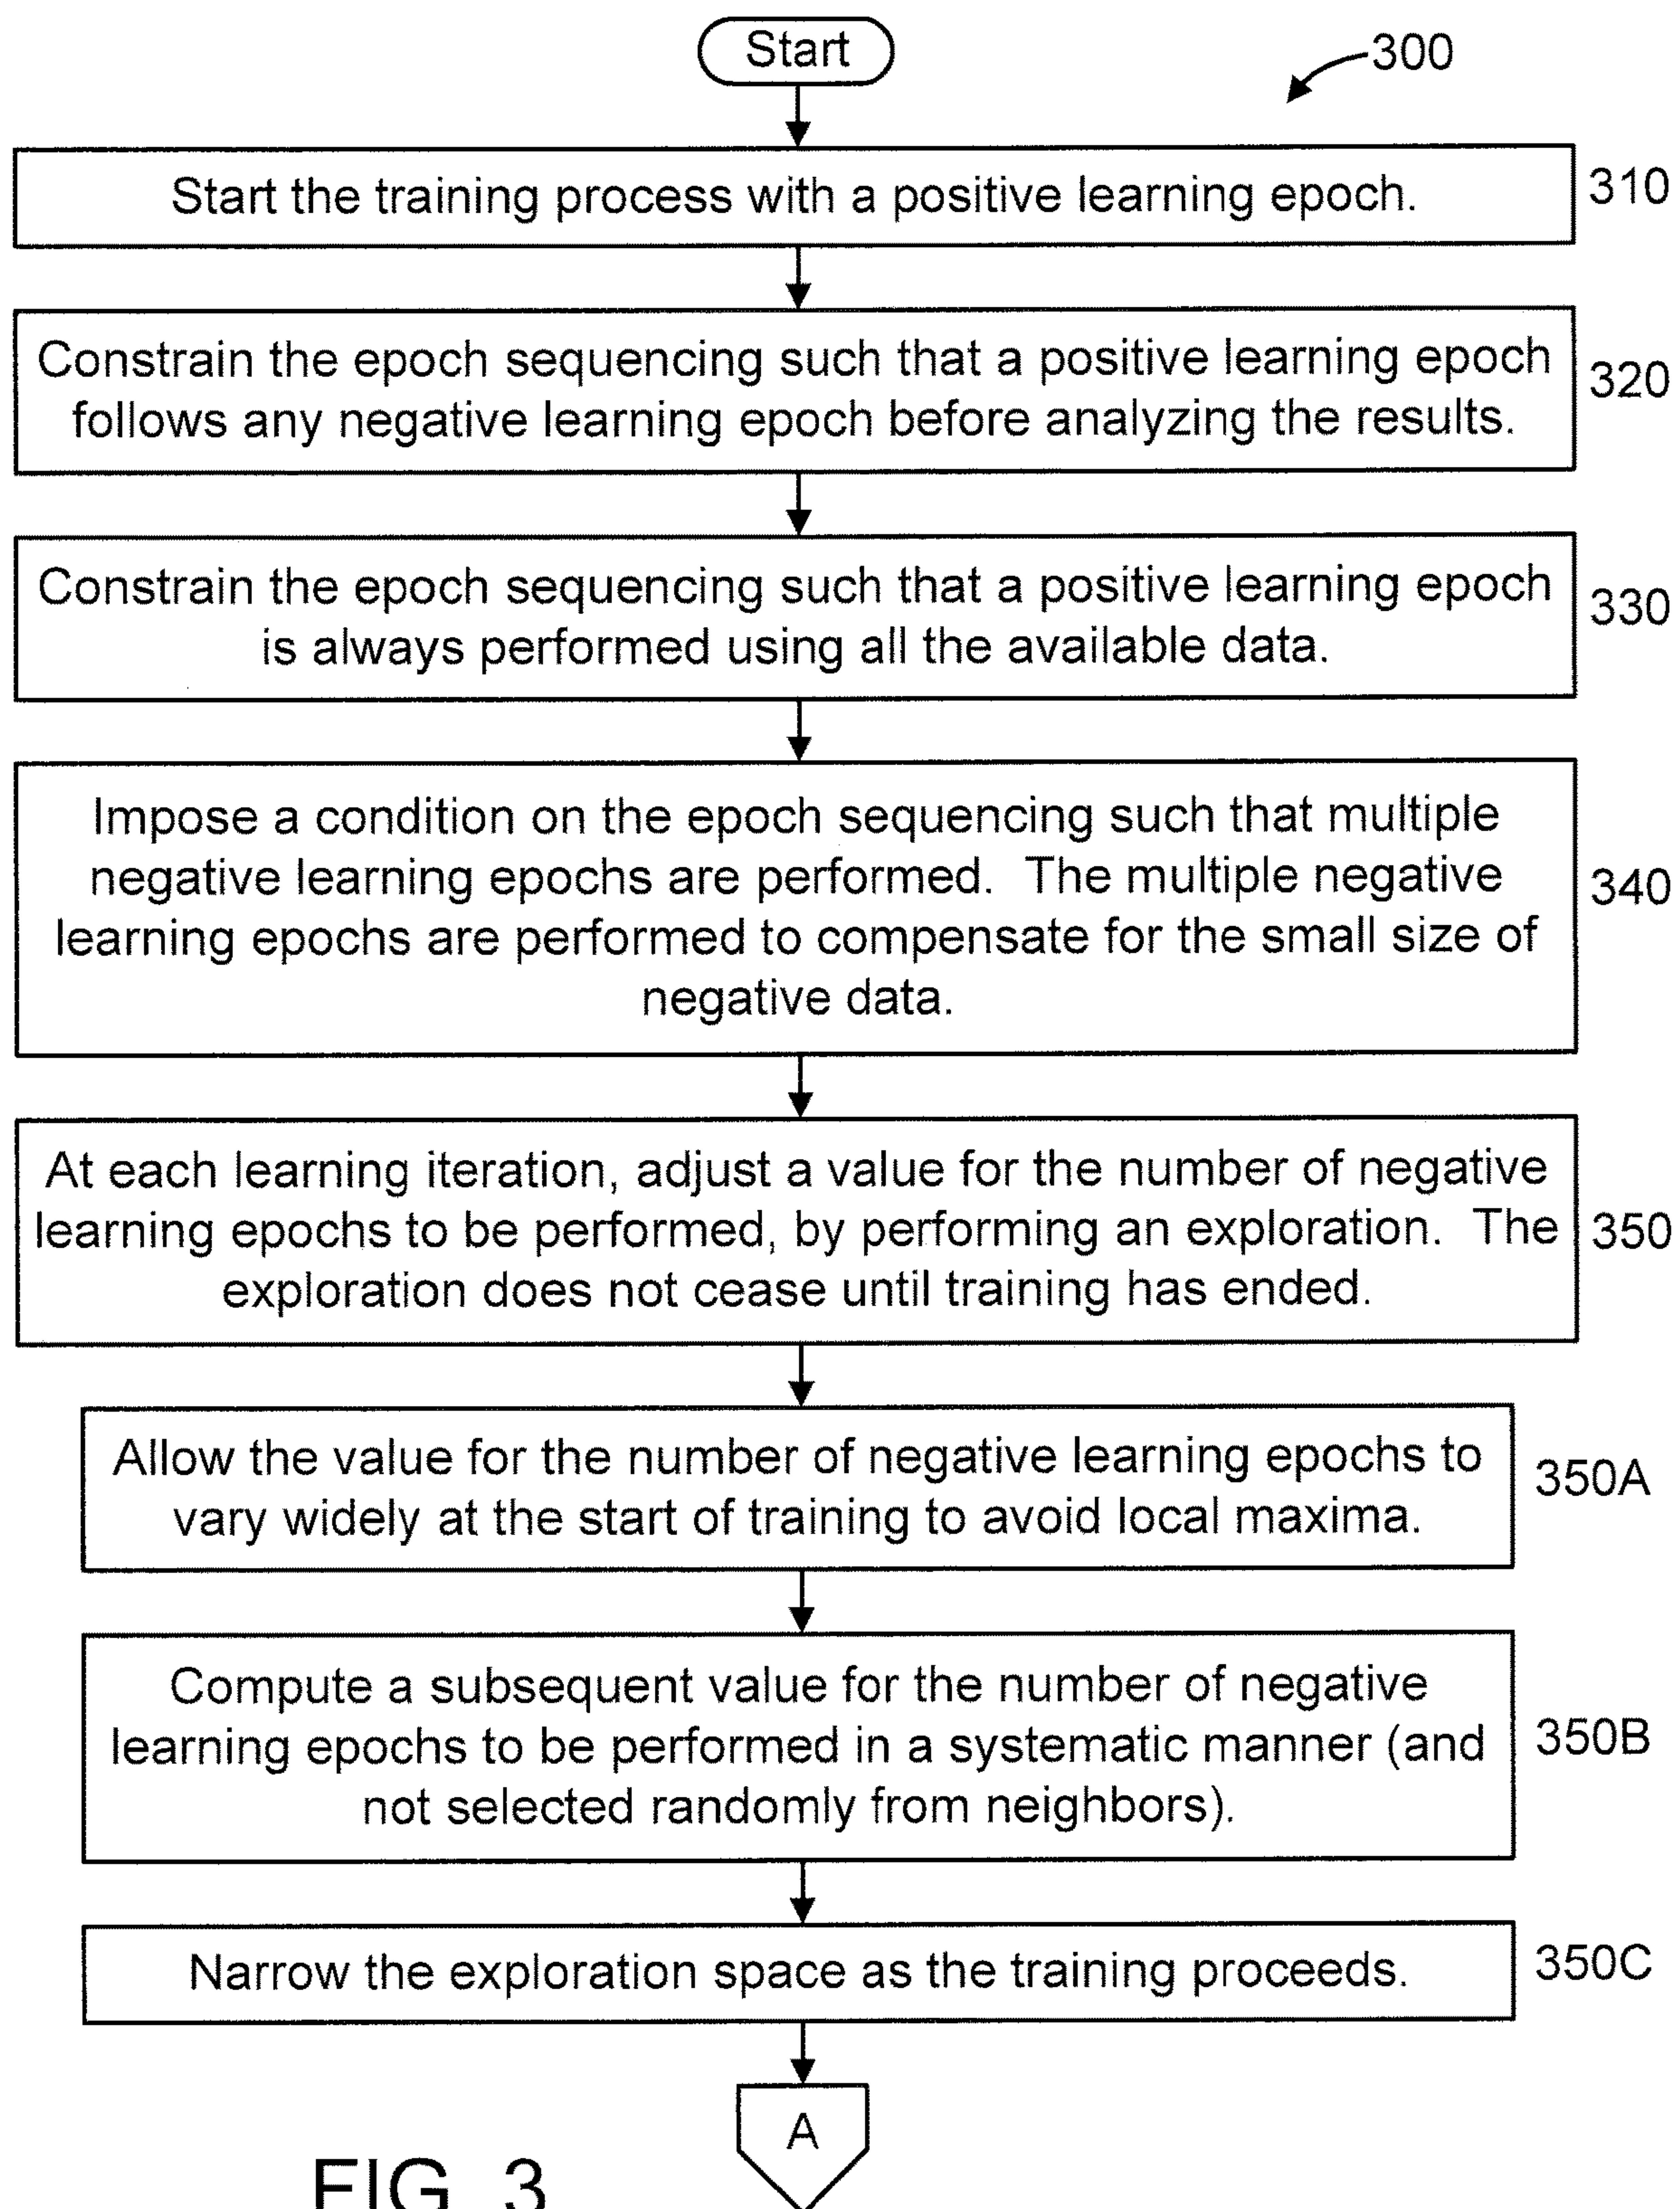 Start
300
Start the training process with a positive learning epoch.
310
Constrain the epoch sequencing such that a positive learning epoch
follows any negative learning epoch before analyzing the results.
320
Constrain the epoch sequencing such that a positive learning epoch
is always performed using all the available data.
330
Impose a condition on the epoch sequencing such that multiple
negative learning epochs are performed. The multiple negative
learning epochs are performed to compensate for the small size of
negative data.
340
At each learning iteration, adjust a value for the number of negative
learning epochs to be performed, by performing an exploration. The
exploration does not cease until training has ended.
350
Allow the value for the number of negative learning epochs to
vary widely at the start of training to avoid local maxima.
350A
Compute a subsequent value for the number of negative
learning epochs to be performed in a systematic manner (and
not selected randomly from neighbors).
350B
Narrow the exploration space as the training proceeds.
350C
A
FIG. 3